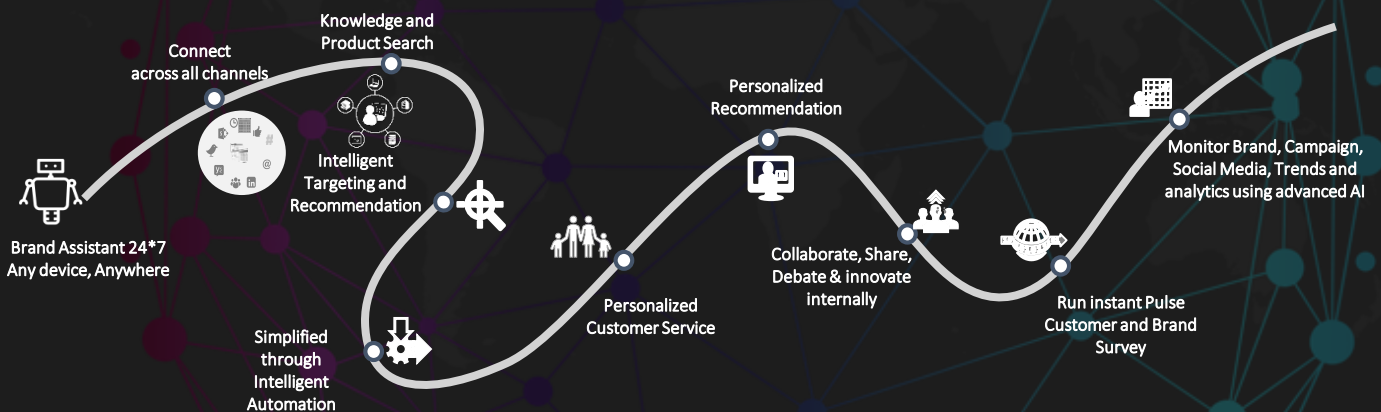 Brand Assistant 24*7
Any device, Anywhere
Connect
across all channels
Knowledge and
Product Search
Intelligent
Targeting and
Recommendation
Simplified
through
Intelligent
Automation
Personalized
Customer Service
Personalized
Recommendation
Collaborate, Share,
Debate & innovate
internally
Run instant Pulse
Customer and Brand
Survey
Monitor Brand, Campaign,
Social Media, Trends and
analytics using advanced AI